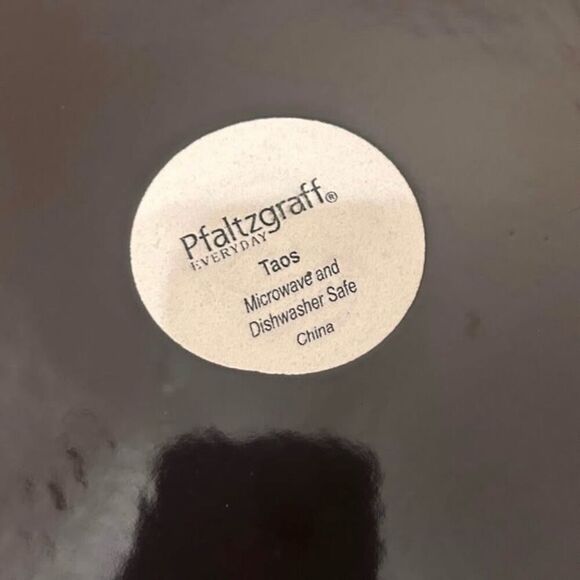 Pfaltzgraff®
EVERYDAY
Taos
Microwave and
Dishwasher Safe
China